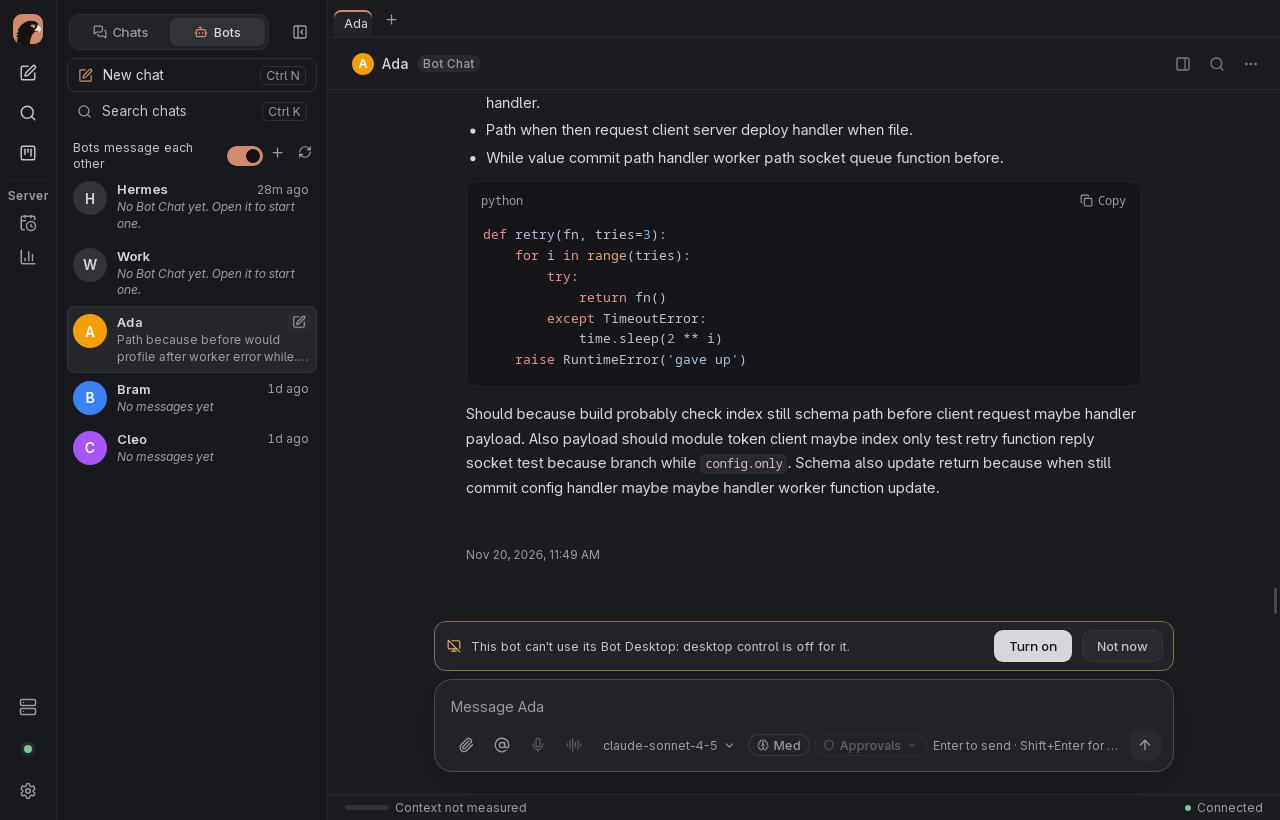 Chats
Bots
New chat
Ctrl N
Search chats
Ctrl K
Bots message each
other
Server
H
Hermes
28m ago
No Bot Chat yet. Open it to start
one.
W
Work
No Bot Chat yet. Open it to start
one.
A
Ada
Path because before would
profile after worker error while....
B
Bram
1d ago
No messages yet
C
Cleo
1d ago
No messages yet
Ada
A
Ada
Bot Chat
handler.
• Path when then request client server deploy handler when file.
• While value commit path handler worker path socket queue function before.
python
Copy
def retry(fn, tries=3):
    for i in range(tries):
        try:
            return fn()
        except TimeoutError:
            time.sleep(2 ** i)
    raise RuntimeError('gave up')
Should because build probably check index still schema path before client request maybe handler
payload. Also payload should module token client maybe index only test retry function reply
socket test because branch while config.only. Schema also update return because when still
commit config handler maybe maybe handler worker function update.
Nov 20, 2026, 11:49 AM
This bot can't use its Bot Desktop: desktop control is off for it.
Turn on
Not now
Message Ada
claude-sonnet-4-5
Med
Approvals
Enter to send · Shift+Enter for ...
Context not measured
Connected